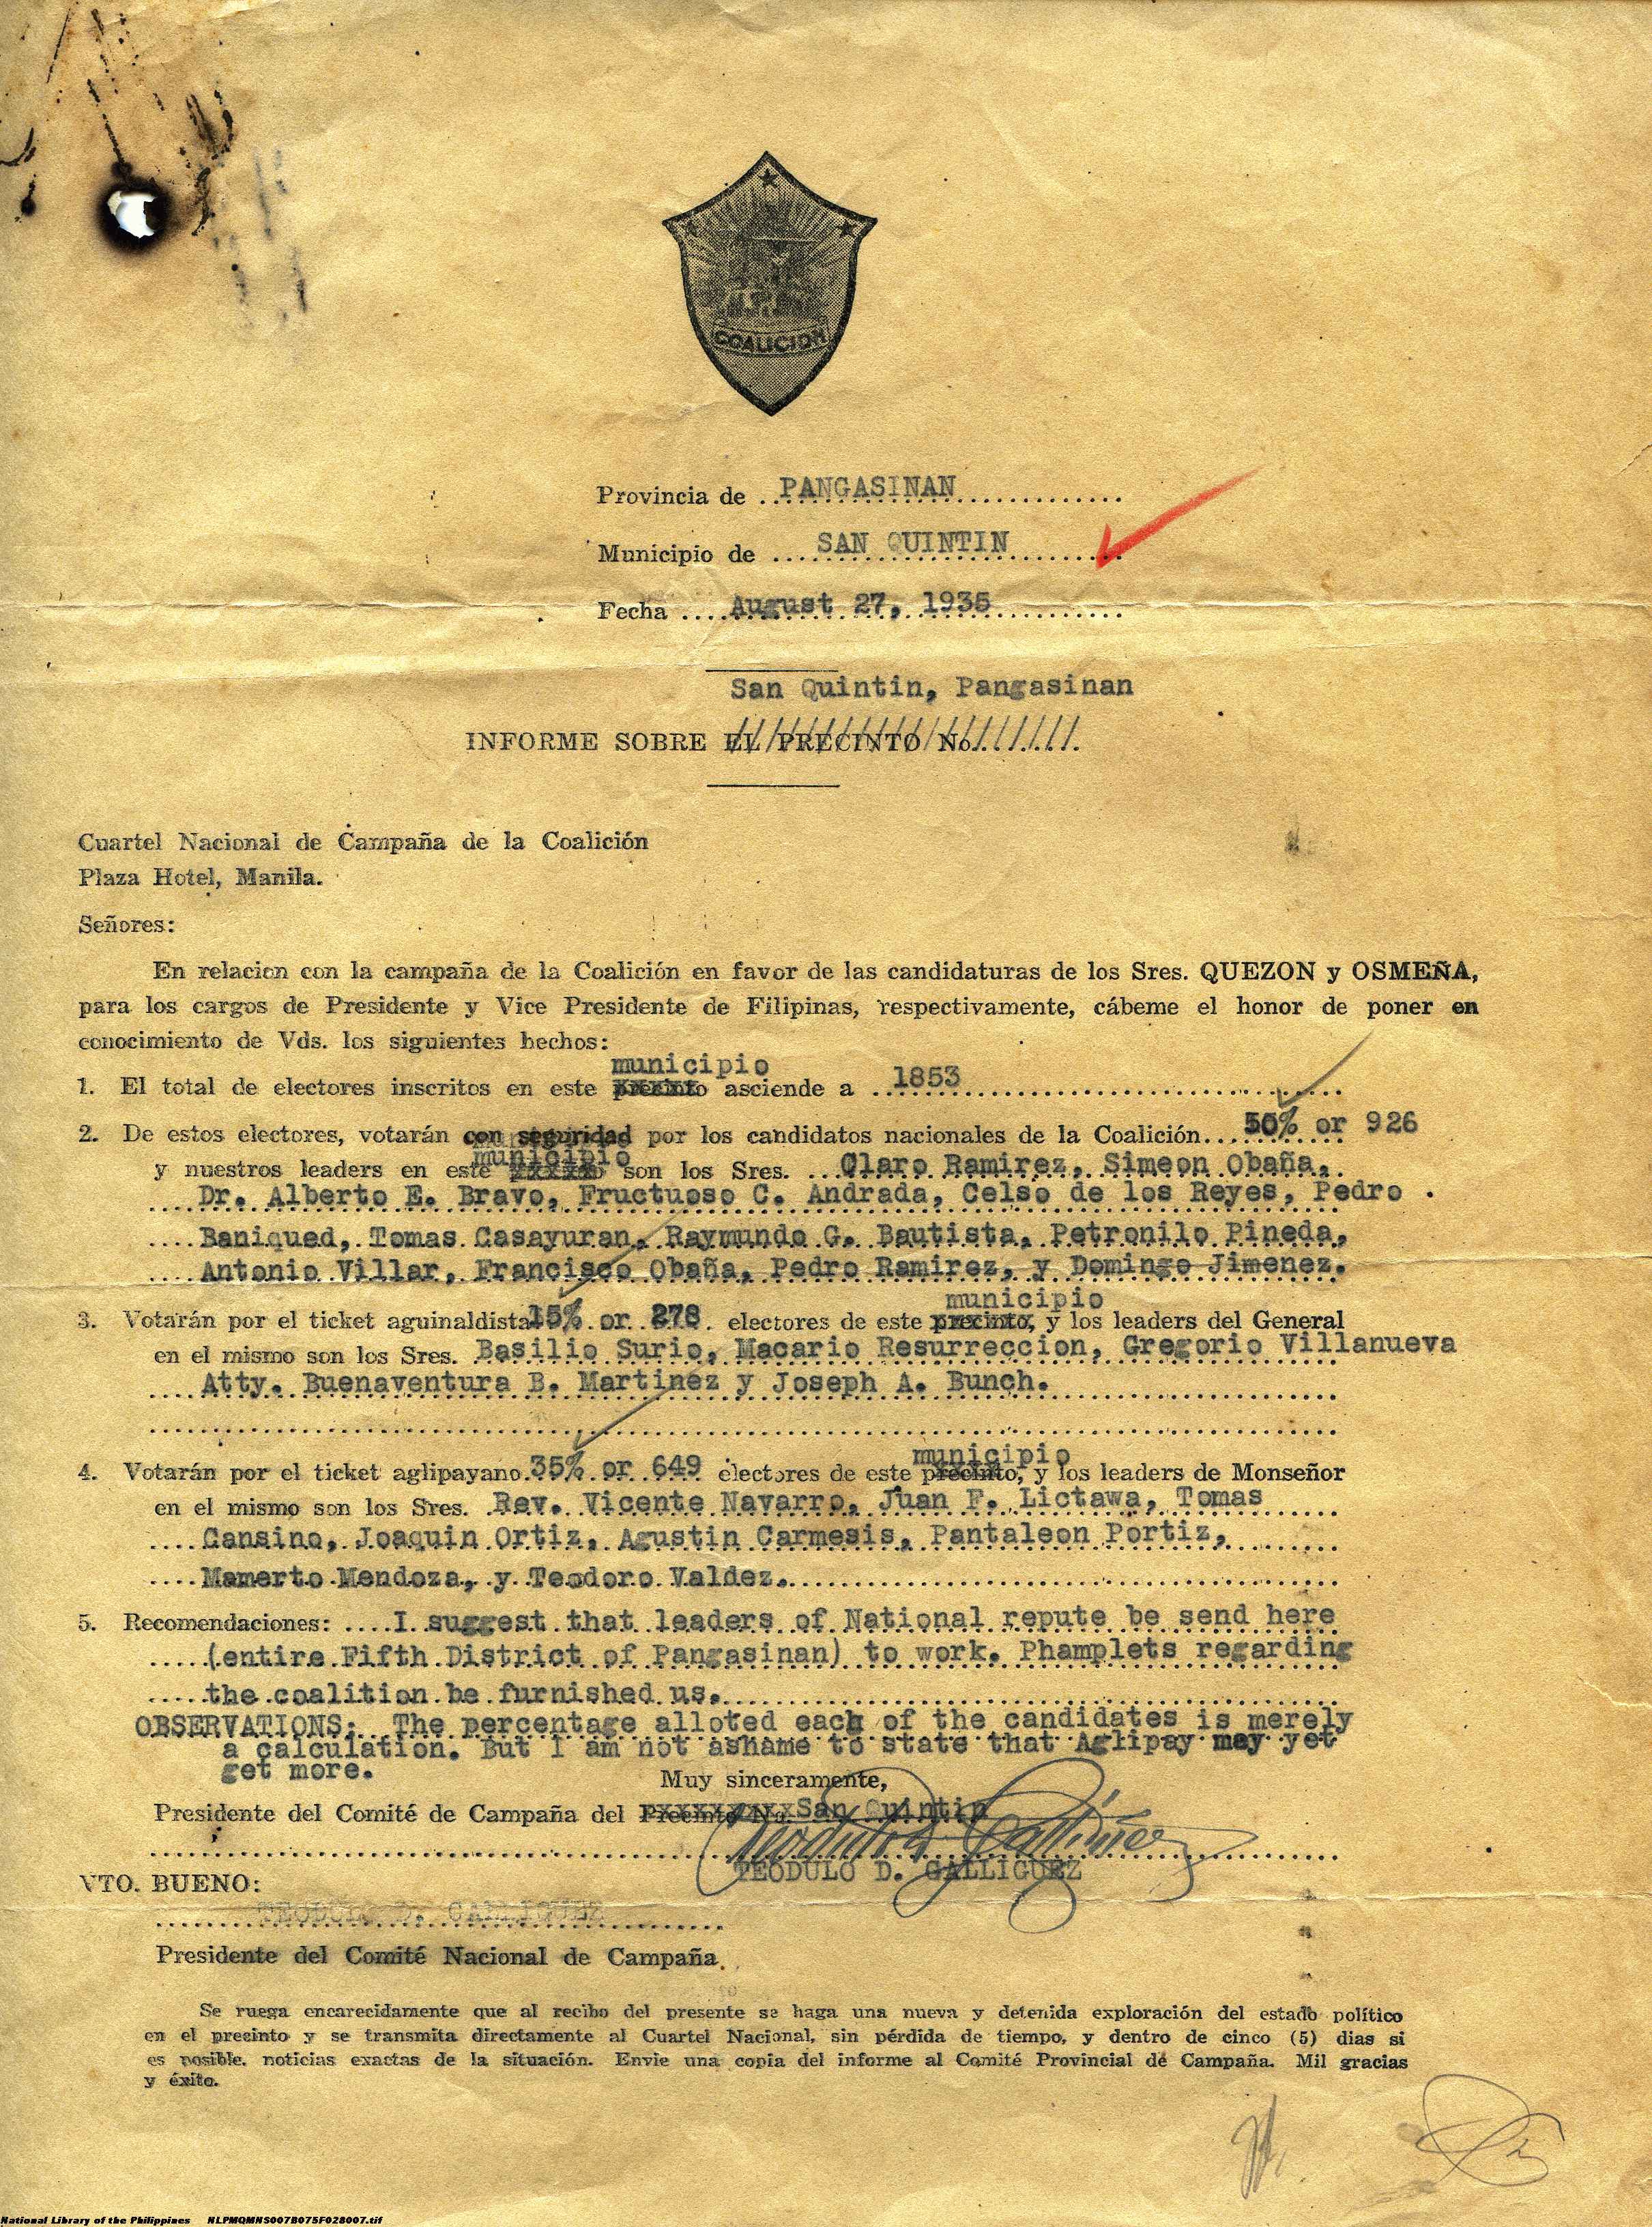 COALICION
Provincia de ..PANGASINAN..............
Municipio de ....SAN QUINTIN............
Fecha ....August 27, 1935..............
San Quintin, Pangasinan
INFORME SOBRE EL PRECINTO No.........
Cuartel Nacional de Campaña de la Coalición
Plaza Hotel, Manila.
Señores:
En relacion con la campaña de la Coalición en favor de las candidaturas de los Sres. QUEZON y OSMEÑA,
para los cargos de Presidente y Vice Presidente de Filipinas, respectivamente, cábeme el honor de poner en
conocimiento de Vds. los siguientes hechos:
municipio
1. El total de electores inscritos en este precinto asciende a ..1853..............................
2. De estos electores, votarán con seguridad por los candidatos nacionales de la Coalición....50% or 926
municipio
y nuestros leaders en este son los Sres. ...Claro Ramirez, Simeon Obaña,
Dr. Alberto E. Bravo, Fructuoso C. Andrada, Celso de los Reyes, Pedro
Baniqued, Tomas Casayuran, Raymundo G. Bautista, Petronilo Pineda,
Antonio Villar, Francisco Obaña, Pedro Ramirez, y Domingo Jimenez.
municipio
3. Votarán por el ticket aguinaldista 15% or 278 electores de este precinto, y los leaders del General
en el mismo son los Sres. Basilio Surio, Macario Resurreccion, Gregorio Villanueva
Atty. Buenaventura B. Martinez y Joseph A. Bunch.
municipio
4. Votarán por el ticket aglipayano 35% or 649 electores de este precinto, y los leaders de Monseñor
en el mismo son los Sres. Rev. Vicente Navarro, Juan F. Lictawa, Tomas
Cansino, Joaquin Ortiz, Agustin Carmesis, Pantaleon Portiz,
Mamerto Mendoza, y Teodoro Valdez.
5. Recomendaciones: ....I suggest that leaders of National repute be send here
(entire Fifth District of Pangasinan) to work. Phamplets regarding
the coalition be furnished us.
OBSERVATIONS: The percentage alloted each of the candidates is merely
a calculation. But I am not ashame to state that Aglipay may yet
get more.
Muy sinceramente,
Presidente del Comité de Campaña del Precinto No. San Quintin
TEODULO D. GALLIGUEZ
VTO. BUENO:
TEODULO D. GALLIGUEZ
Presidente del Comité Nacional de Campaña.
Se ruega encarecidamente que al recibo del presente se haga una nueva y detenida exploración del estado político
en el precinto y se transmita directamente al Cuartel Nacional, sin pérdida de tiempo, y dentro de cinco (5) dias si
es posible, noticias exactas de la situación. Envie una copia del informe al Comité Provincial de Campaña. Mil gracias
y éxito.
National Library of the Philippines NLPMQMNS007B075F028007.tif